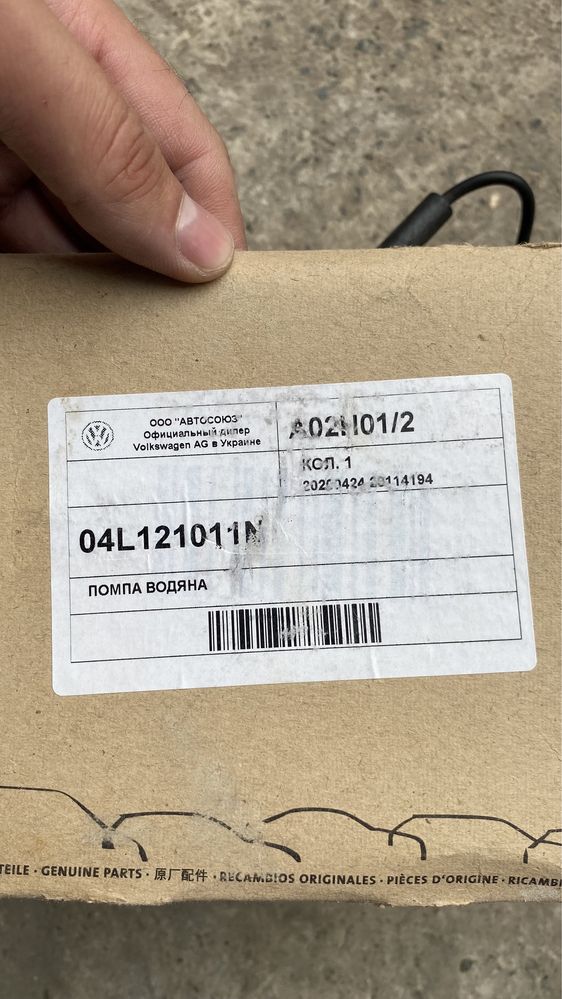 ООО "АВТОСОЮЗ"
Официальный дилер
Volkswagen AG в Украине
A02H01/2
КОЛ. 1
04L121011N
ПОМПА ВОДЯНА
TEILE · GENUINE PARTS · 原厂配件 · RECAMBIOS ORIGINALES · PIÈCES D'ORIGINE · RICAMBI